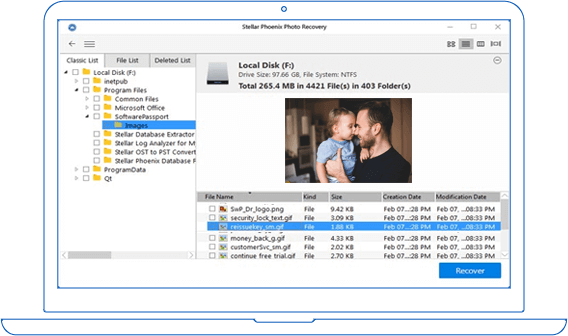 Stellar Phoenix Photo Recovery
Classic List File List Deleted List
Local Disk (F:)
inetpub
Program Files
Common Files
Microsoft Office
SoftwarePassport
Images
Stellar Database Extractor
Stellar Log Analyzer for My
Stellar OST to PST Convert
Stellar Phoenix Database R
ProgramData
Qt
Local Disk (F:)
Drive Size: 97.66 GB, File System: NTFS
Total 265.4 MB in 4421 File(s) in 403 Folder(s)
File Name Kind Size Creation Date Modification Date
SwP_Dr_logo.png File 9.42 KB Feb 07,...:28 PM Feb 07, ...08:33 PM
security_lock_text.gif File 3.09 KB Feb 07...:28 PM Feb 07, ...08:33 PM
reissuekey_sm.gif File 1.88 KB Feb 07...:28 PM Feb 07, ...08:33 PM
money_back_g.gif File 4.33 KB Feb 07...:28 PM Feb 07, ...08:33 PM
customerSvc_sm.gif File 2.02 KB Feb 07...:28 PM Feb 07, ...08:33 PM
continue free trial.gif File 2.70 KB Feb 07...:28 PM Feb 07, ...08:33 PM
Recover